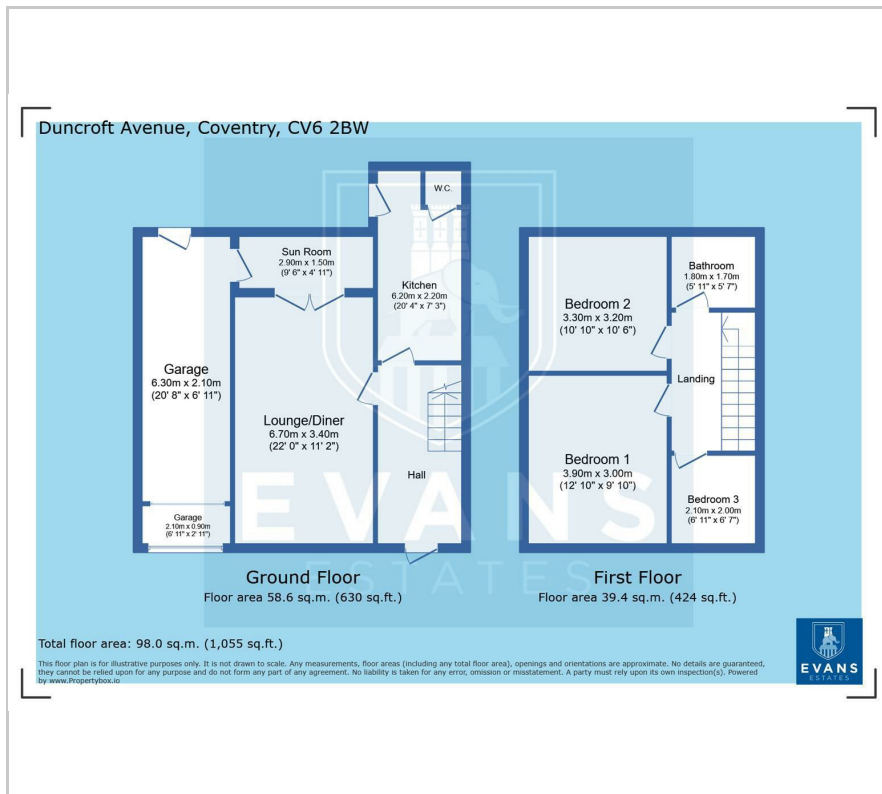 Duncroft Avenue, Coventry, CV6 2BW
W.C.
Sun Room
2.90m x 1.50m
(9' 6" x 4' 11")
Kitchen
6.20m x 2.20m
(20' 4" x 7' 3")
Garage
6.30m x 2.10m
(20' 8" x 6' 11")
Lounge/Diner
6.70m x 3.40m
(22' 0" x 11' 2")
Hall
Garage
2.10m x 0.90m
(6' 11" x 2' 11")
Bathroom
1.80m x 1.70m
(5' 11" x 5' 7")
Bedroom 2
3.30m x 3.20m
(10' 10" x 10' 6")
Landing
Bedroom 1
3.90m x 3.00m
(12' 10" x 9' 10")
Bedroom 3
2.10m x 2.00m
(6' 11" x 6' 7")
EVANS
ESTATES
Ground Floor
Floor area 58.6 sq.m. (630 sq.ft.)
First Floor
Floor area 39.4 sq.m. (424 sq.ft.)
Total floor area: 98.0 sq.m. (1,055 sq.ft.)
This floor plan is for illustrative purposes only. It is not drawn to scale. Any measurements, floor areas (including any total floor area), openings and orientations are approximate. No details are guaranteed,
they cannot be relied upon for any purpose and do not form any part of any agreement. No liability is taken for any error, omission or misstatement. A party must rely upon its own inspection(s). Powered
by www.Propertybox.io
EVANS
ESTATES